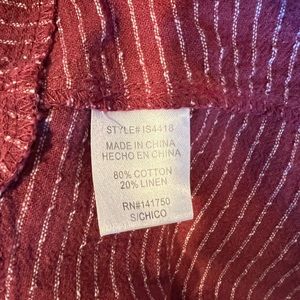 STYLE# IS4418
MADE IN CHINA
HECHO EN CHINA
80% COTTON
20% LINEN
RN#141750
S/CHICO